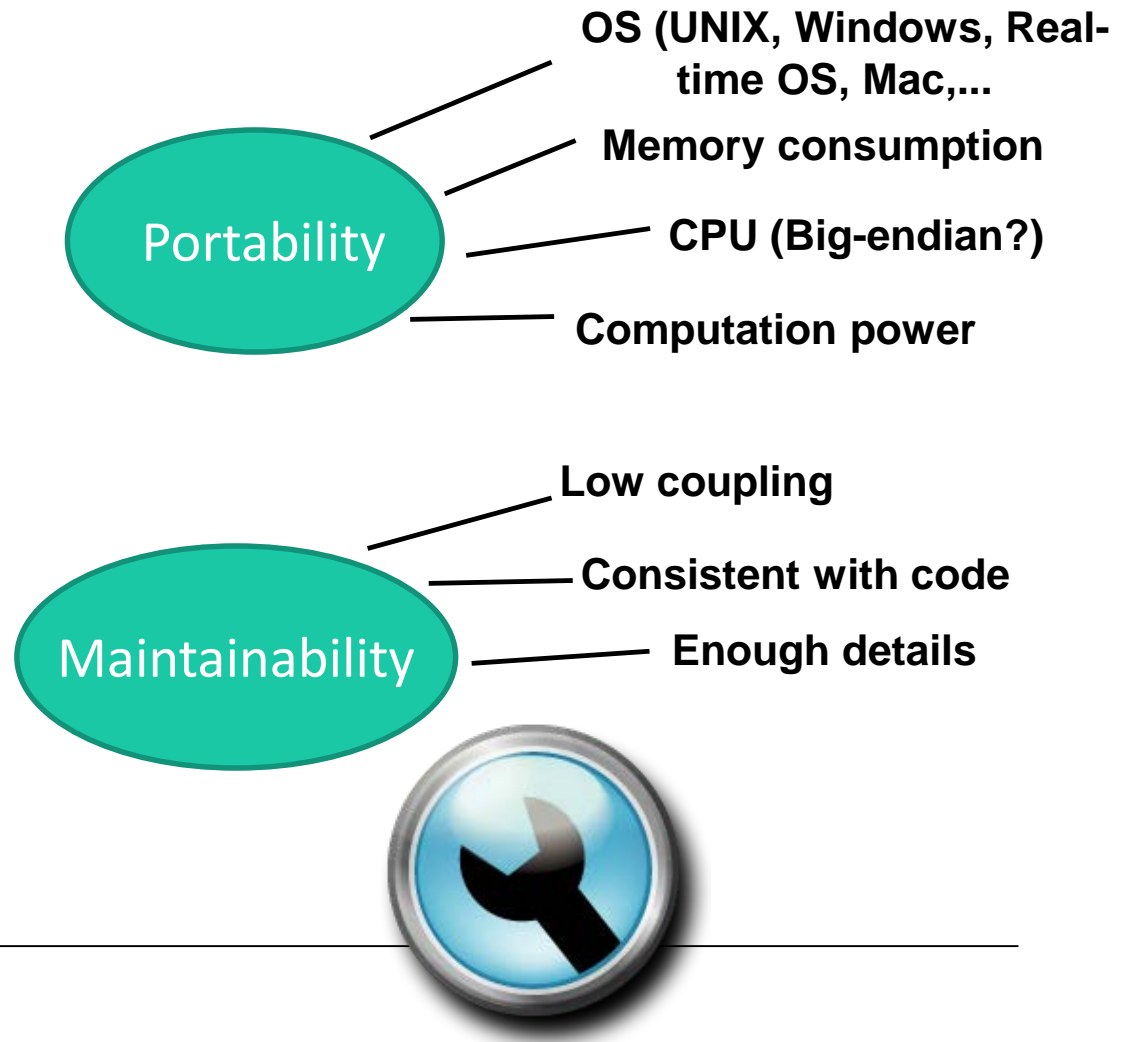 OS (UNIX, Windows, Real-
time OS, Mac,...
Memory consumption
Portability
CPU (Big-endian?)
Computation power
Low coupling
Consistent with code
Maintainability
Enough details